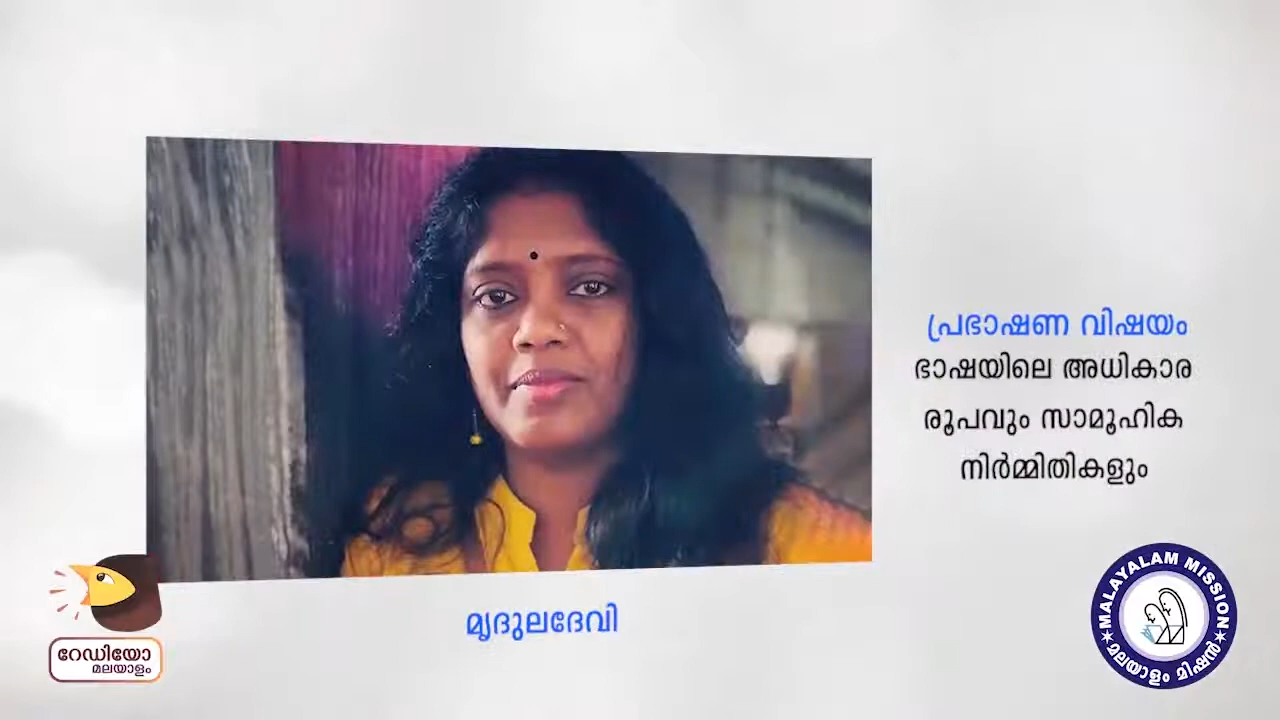 പ്രഭാഷണ വിഷയം
ഭാഷയിലെ അധികാര
രൂപവും സാമൂഹിക
നിർമ്മിതികളും
മൃദുലദേവി
റേഡിയോ
മലയാളം
MALAYALAM MISSION
മലയാളം മിഷൻ